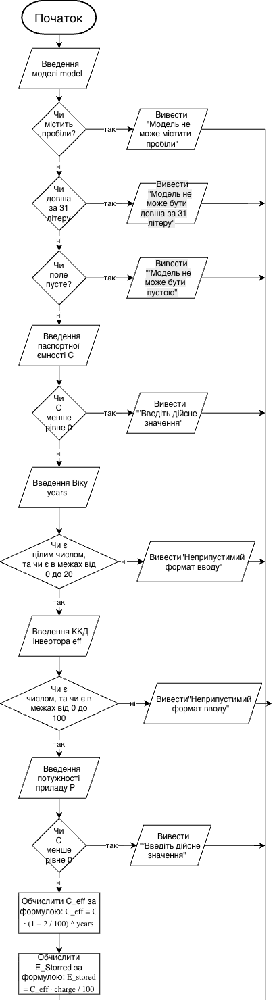 Початок
Введення
моделі model
Чи
містить
пробіли?
так
Вивести
"Модель не
може містити
пробіли"
ні
Чи
довша
за 31
літеру
так
Вивести
"Модель не
може бути
довша за 31
літеру"
ні
Чи
поле
пусте?
так
Вивести
"'Модель не
може бути
пустою"
ні
Введення
паспортної
ємності C
Чи
C
менше
рівне 0
так
Вивести
"'Введіть дійсне
значення"
ні
Введення Віку
years
Чи є
цілим числом,
та чи є в межах від
0 до 20
ні
Вивести"Неприпустимий
формат вводу"
так
Введення ККД
інвертора eff
Чи є
числом, та чи є в
межах від 0 до
100
ні
Вивести"Неприпустимий
формат вводу"
так
Введення
потужності
приладу P
Чи
C
менше
рівне 0
так
Вивести
"'Введіть дійсне
значення"
ні
Обчислити C_eff за
формулою: C_eff = C
· (1 − 2 / 100) ^ years
Обчислити
E_Storred за
формулою: E_stored
= C_eff · charge / 100